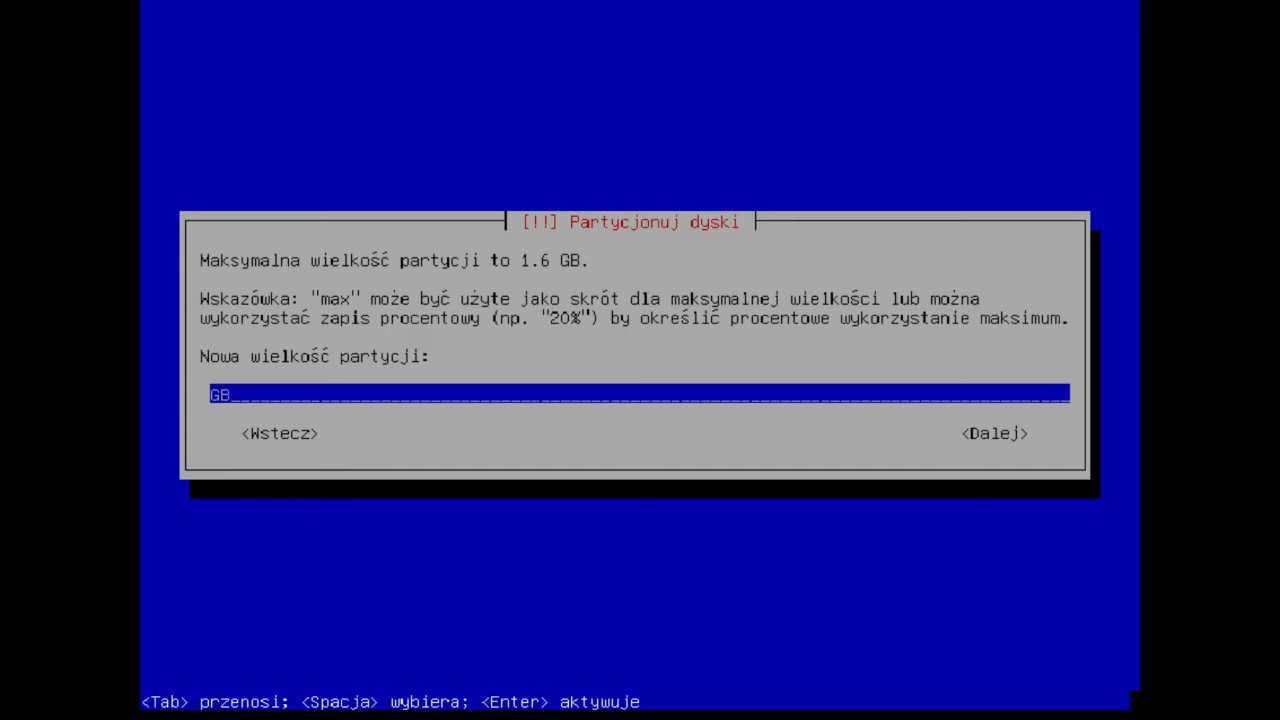 [!!] Partycjonuj dyski
Maksymalna wielkość partycji to 1.6 GB.
Wskazówka: "max" może być użyte jako skrót dla maksymalnej wielkości lub można
wykorzystać zapis procentowy (np. "20%") by określić procentowe wykorzystanie maksimum.
Nowa wielkość partycji:
GB
<Wstecz> <Dalej>
<Tab> przenosi; <Spacja> wybiera; <Enter> aktywuje